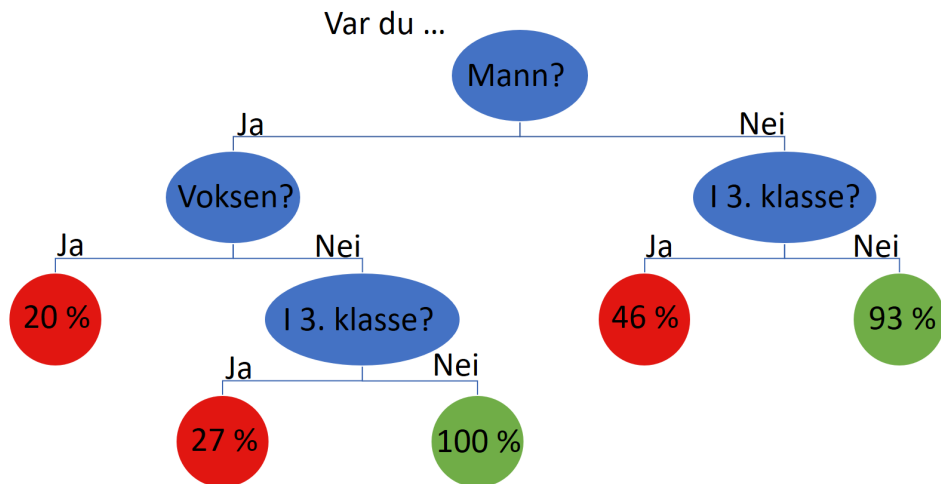 Var du ...
Mann?
Ja
Nei
Voksen?
I 3. klasse?
Ja
Nei
Ja
Nei
20 %
I 3. klasse?
46 %
93 %
Ja
Nei
27 %
100 %